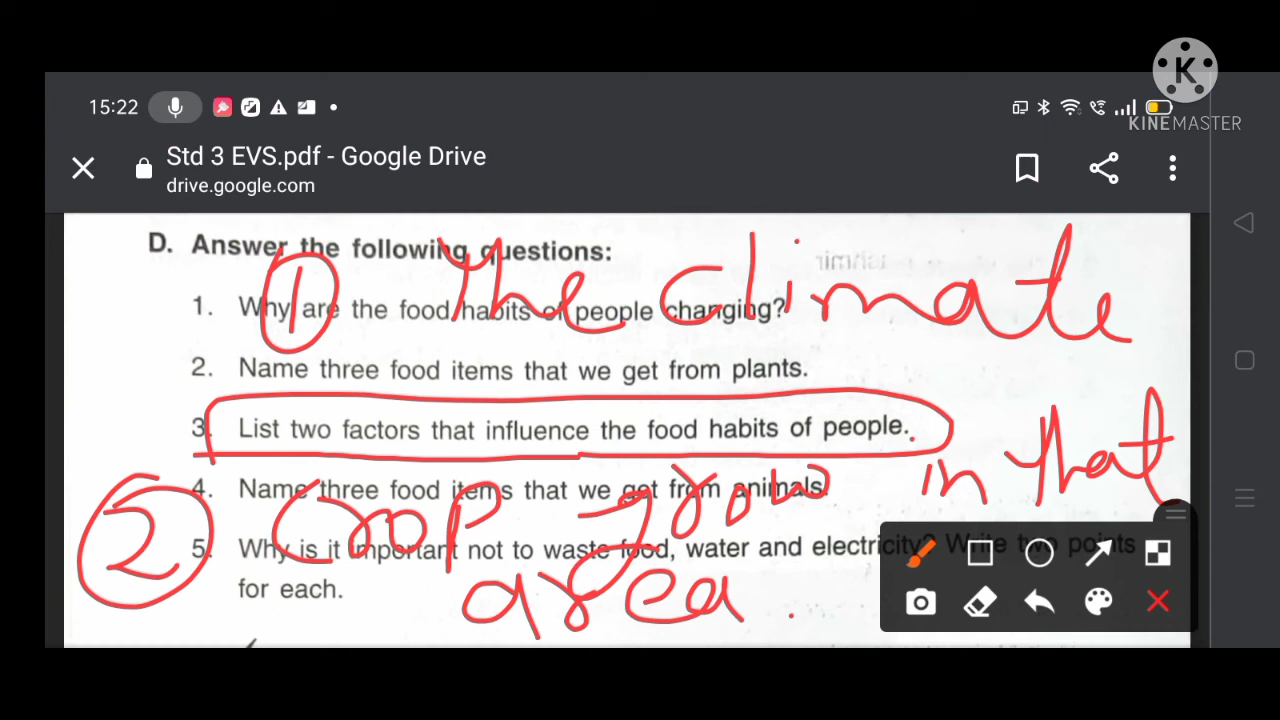 15:22
KINEMASTER
Std 3 EVS.pdf - Google Drive
drive.google.com
D. Answer the following questions:
① The climate
1. Why are the food habits of people changing?
2. Name three food items that we get from plants.
3. List two factors that influence the food habits of people.
② Crop grow in that
4. Name three food items that we get from animals.
5. Why is it important not to waste food, water and electricity? Write two points
for each.
area.